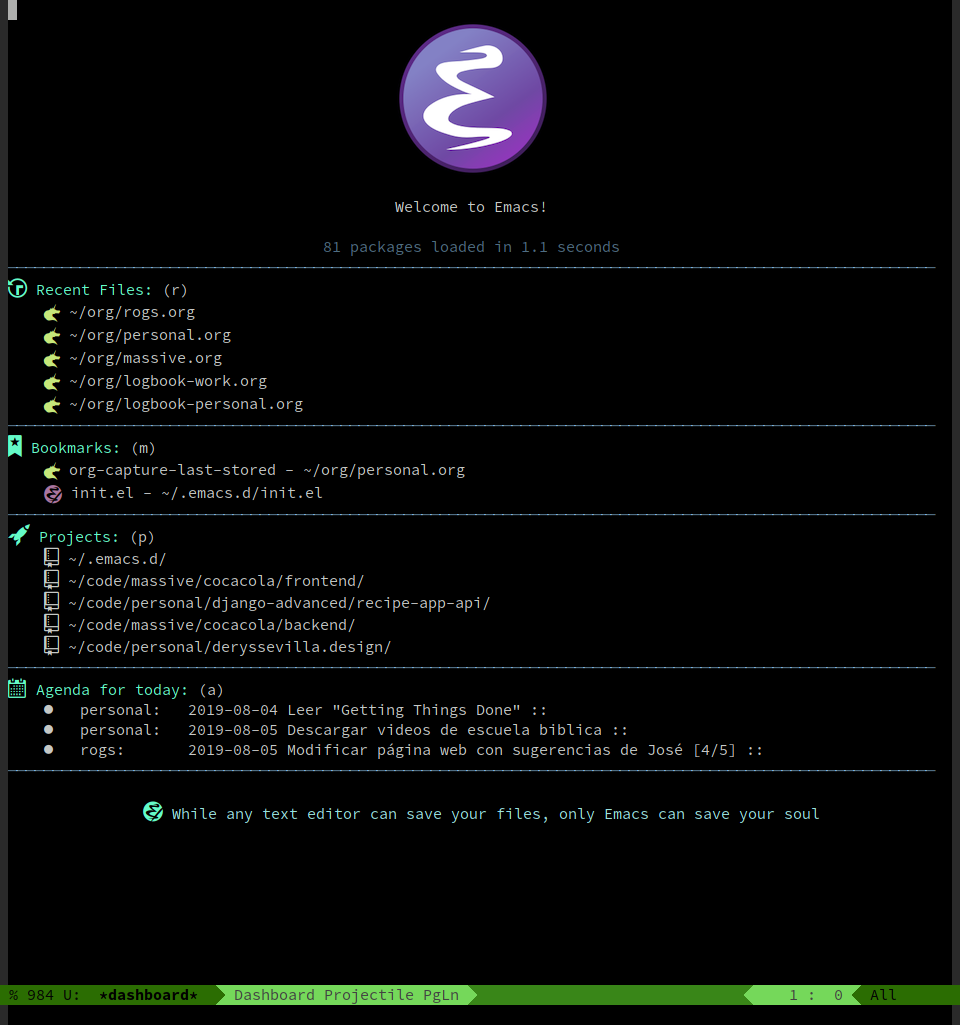 Welcome to Emacs!
81 packages loaded in 1.1 seconds
Recent Files: (r)
~/org/rogs.org
~/org/personal.org
~/org/massive.org
~/org/logbook-work.org
~/org/logbook-personal.org
Bookmarks: (m)
org-capture-last-stored - ~/org/personal.org
init.el - ~/.emacs.d/init.el
Projects: (p)
~/.emacs.d/
~/code/massive/cocacola/frontend/
~/code/personal/django-advanced/recipe-app-api/
~/code/massive/cocacola/backend/
~/code/personal/deryssevilla.design/
Agenda for today: (a)
● personal: 2019-08-04 Leer "Getting Things Done" ::
● personal: 2019-08-05 Descargar videos de escuela biblica ::
● rogs: 2019-08-05 Modificar página web con sugerencias de José [4/5] ::
While any text editor can save your files, only Emacs can save your soul
% 984 U: *dashboard* Dashboard Projectile PgLn 1 : 0 All